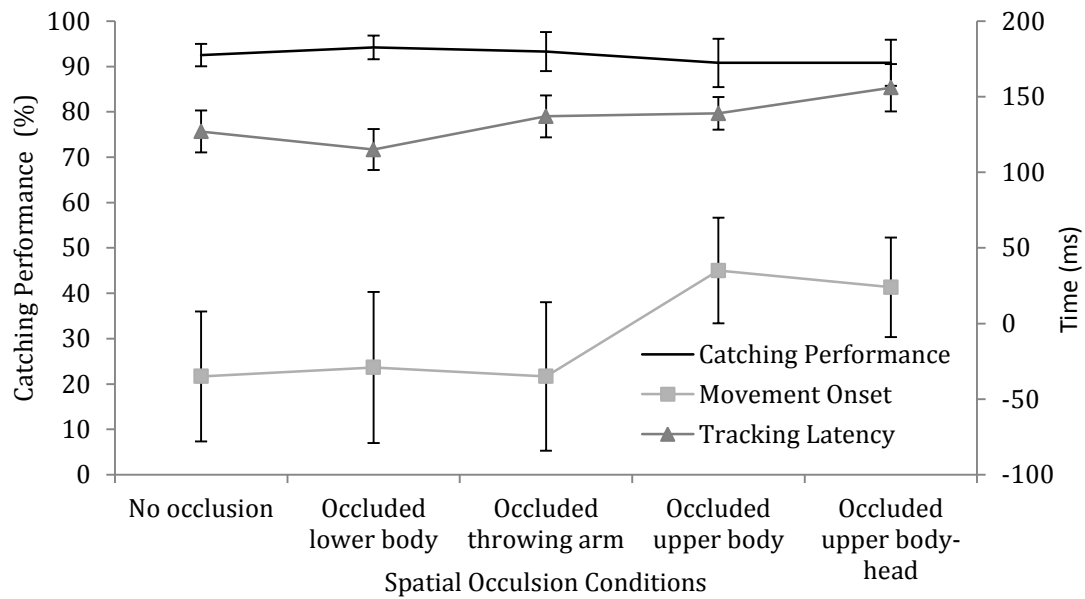 100
90
80
70
60
50
40
30
20
10
0
Catching Performance (%)
200
150
100
50
0
-50
-100
Time (ms)
Catching Performance
Movement Onset
Tracking Latency
No occlusion
Occluded
lower body
Occluded
throwing arm
Occluded
upper body
Occluded
upper body-
head
Spatial Occulsion Conditions